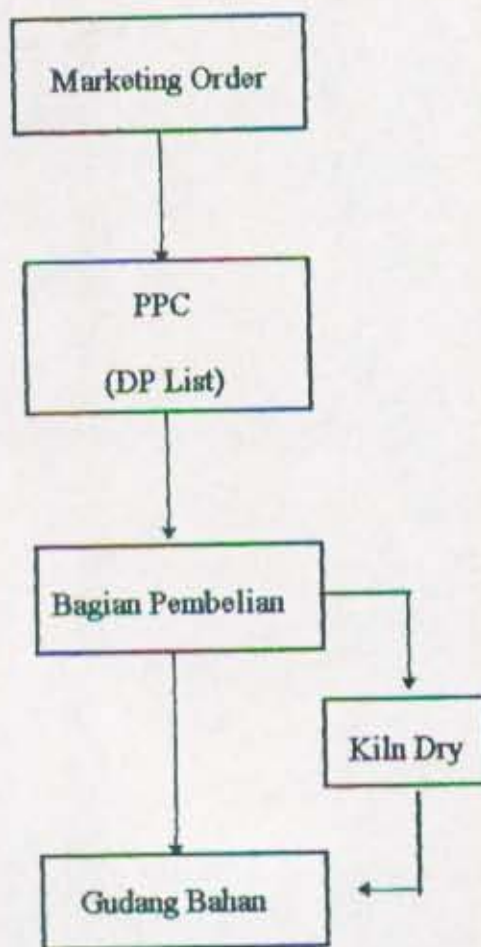 Marketing Order
PPC
(DP List)
Bagian Pembelian
Kiln Dry
Gudang Bahan